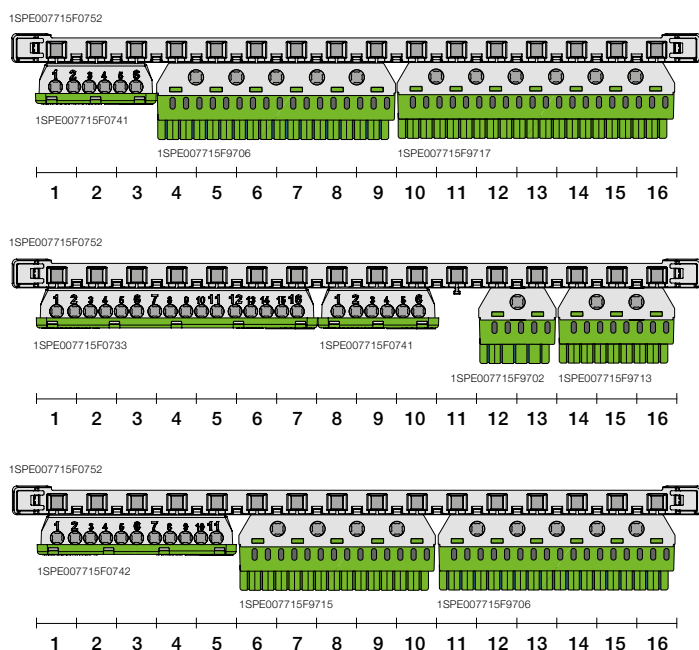 1SPE007715F0752
1 2 3 4 5 6
1SPE007715F0741
1SPE007715F9706
1SPE007715F9717
1 2 3 4 5 6 7 8 9 10 11 12 13 14 15 16
1SPE007715F0752
1 2 3 4 5 6 7 8 9 10 11 12 13 14 15 16
1 2 3 4 5 6
1SPE007715F0733
1SPE007715F0741
1SPE007715F9702
1SPE007715F9713
1 2 3 4 5 6 7 8 9 10 11 12 13 14 15 16
1SPE007715F0752
1 2 3 4 5 6 7 8 9 10 11
1SPE007715F0742
1SPE007715F9715
1SPE007715F9706
1 2 3 4 5 6 7 8 9 10 11 12 13 14 15 16